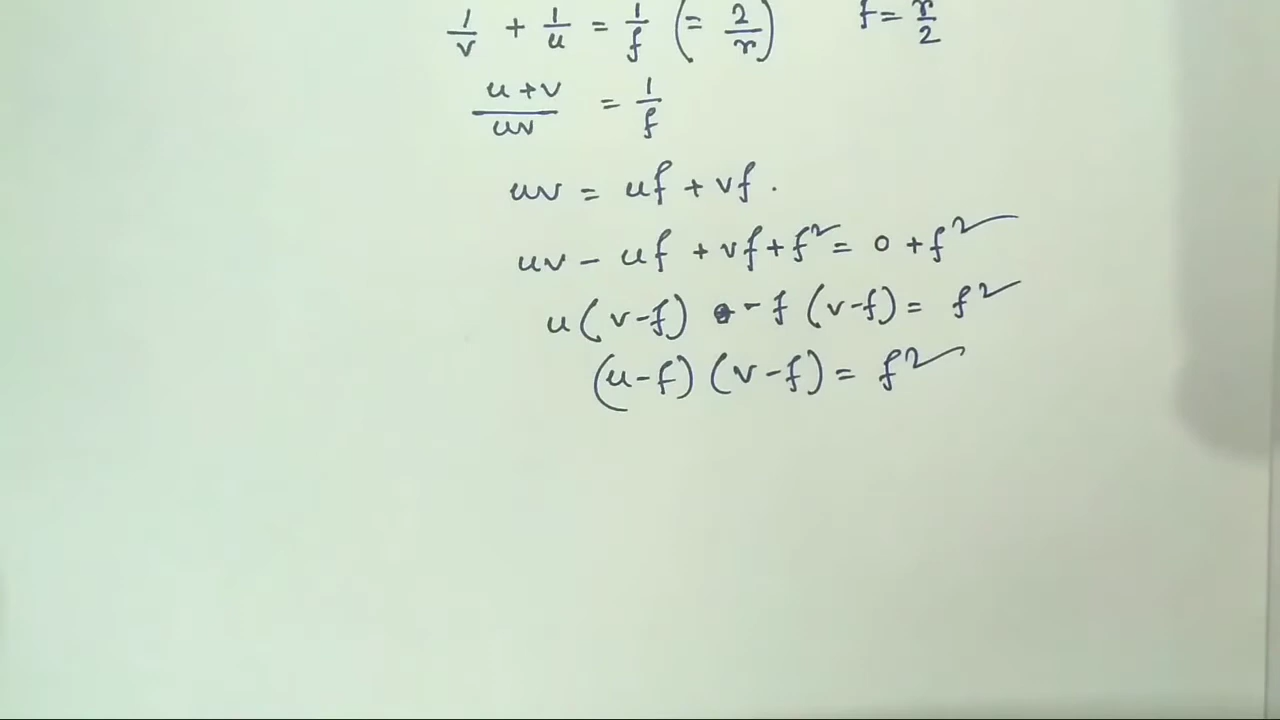 1/v + 1/u = 1/f (= 2/r) f = r/2
u+v/uv = 1/f
uv = uf + vf.
uv - uf + vf + f² = 0 + f²
u(v-f) - f(v-f) = f²
(u-f)(v-f) = f²